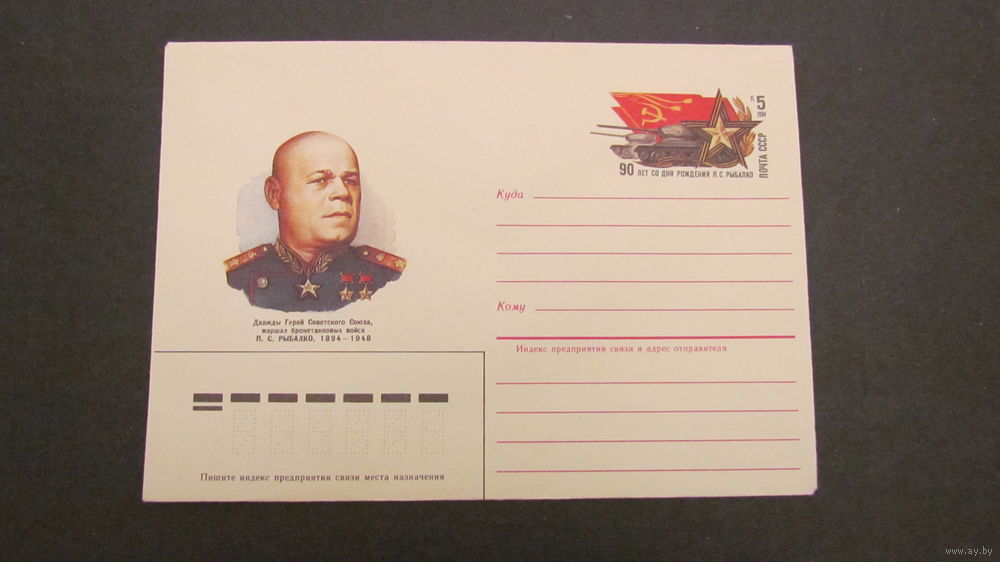 К 5
1984
ПОЧТА СССР
90 ЛЕТ СО ДНЯ РОЖДЕНИЯ П. С. РЫБАЛКО
Куда
Кому
Дважды Герой Советского Союза,
маршал бронетанковых войск
П. С. РЫБАЛКО. 1894—1948
Индекс предприятия связи и адрес отправителя
Пишите индекс предприятия связи места назначения
www.ay.by